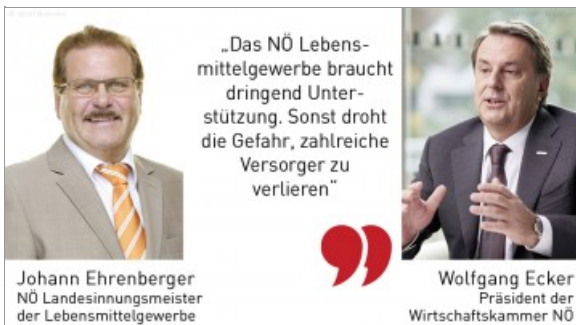 „Das NÖ Lebens-
mittelgewerbe braucht
dringend Unter-
stützung. Sonst droht
die Gefahr, zahlreiche
Versorger zu
verlieren“
Johann Ehrenberger
NÖ Landesinnungsmeister
der Lebensmittelgewerbe
Wolfgang Ecker
Präsident der
Wirtschaftskammer NÖ